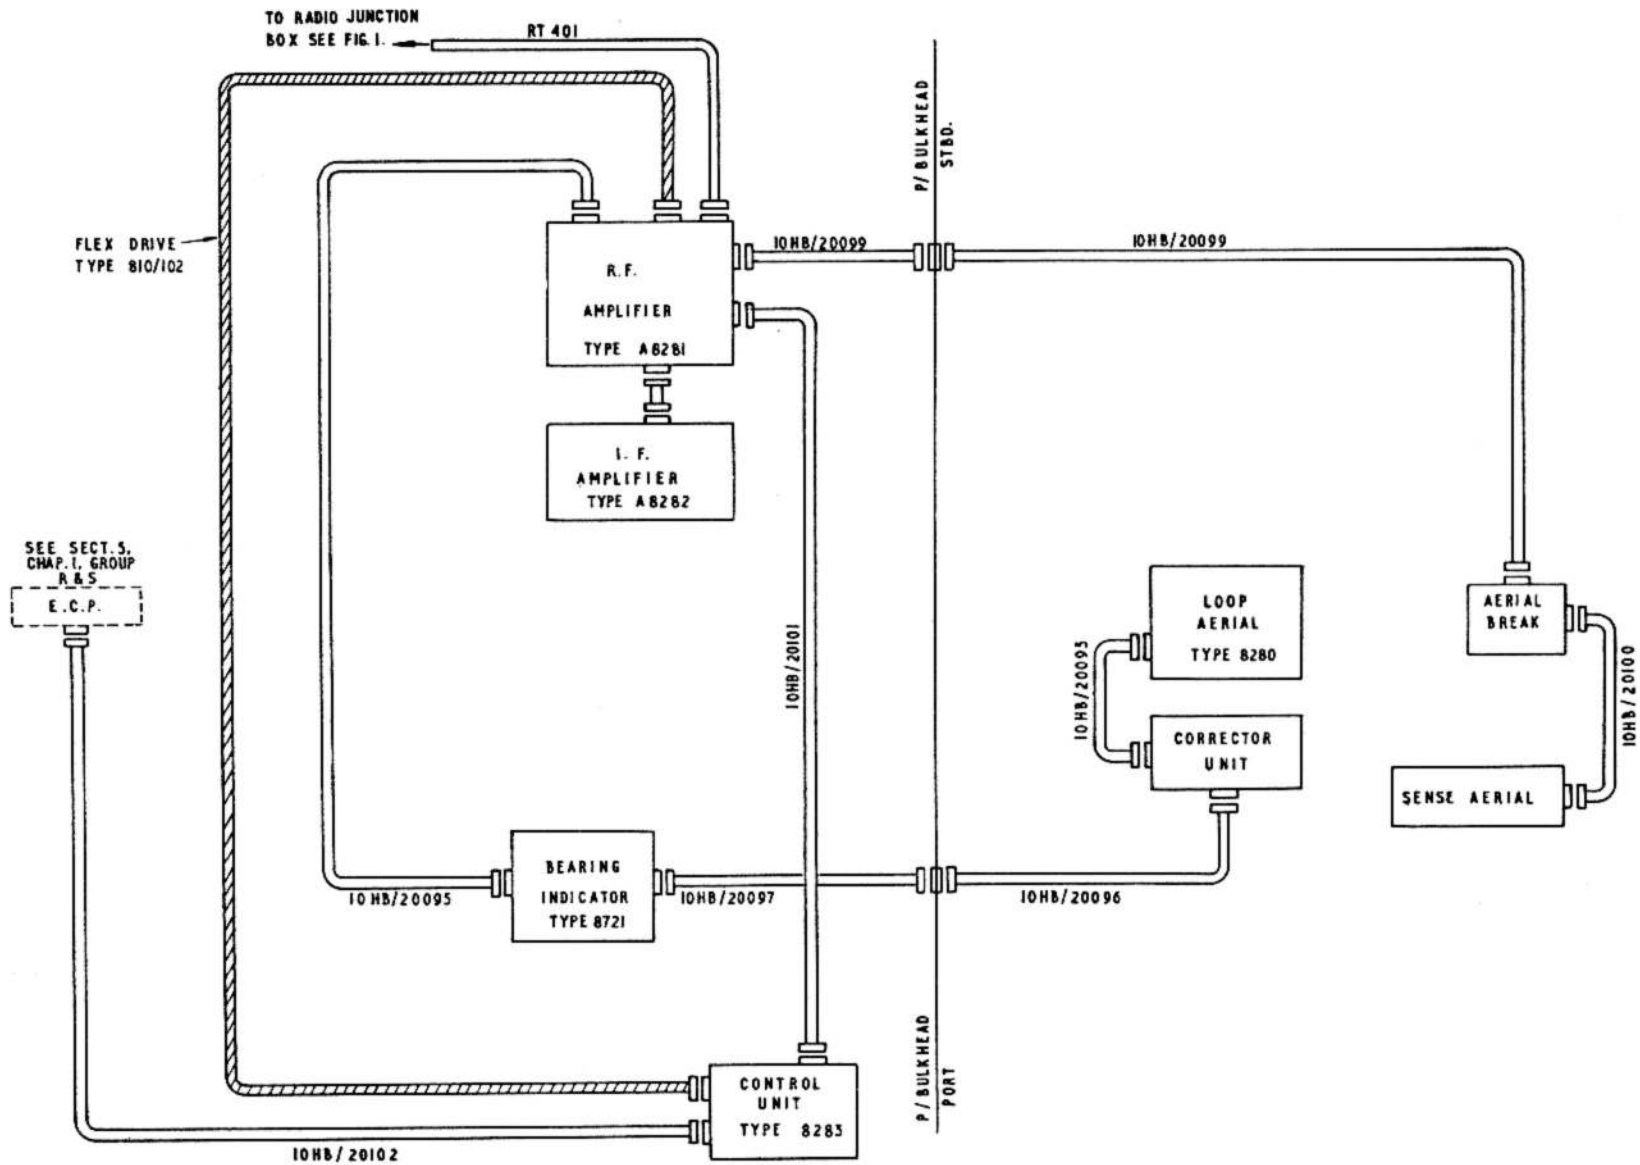 TO RADIO JUNCTION
BOX SEE FIG.1.
RT 401
P/BULKHEAD
STBD.
FLEX DRIVE
TYPE 810/102
10HB/20099
10HB/20099
R.F.
AMPLIFIER
TYPE A8281
I.F.
AMPLIFIER
TYPE A8282
SEE SECT.5,
CHAP.1, GROUP
R & S
E.C.P.
10HB/20101
LOOP
AERIAL
TYPE 8280
10HB/20093
CORRECTOR
UNIT
AERIAL
BREAK
10HB/20100
SENSE AERIAL
BEARING
INDICATOR
TYPE 8721
10HB/20095
10HB/20097
10HB/20096
P/BULKHEAD
PORT
CONTROL
UNIT
TYPE 8283
10HB/20102